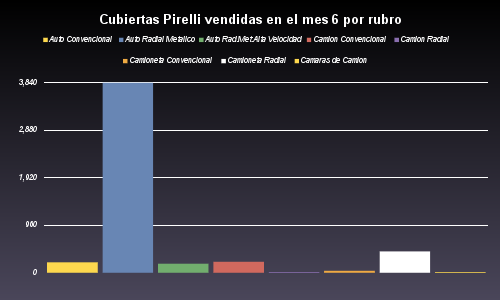 Cubiertas Pirelli vendidas en el mes 6 por rubro
Auto Convencional Auto Radial Metalico Auto Rad.Met.Alta Velocidad Camion Convencional Camion Radial
Camioneta Convencional Camioneta Radial Camaras de Camion
3,840
2,880
1,920
960
0